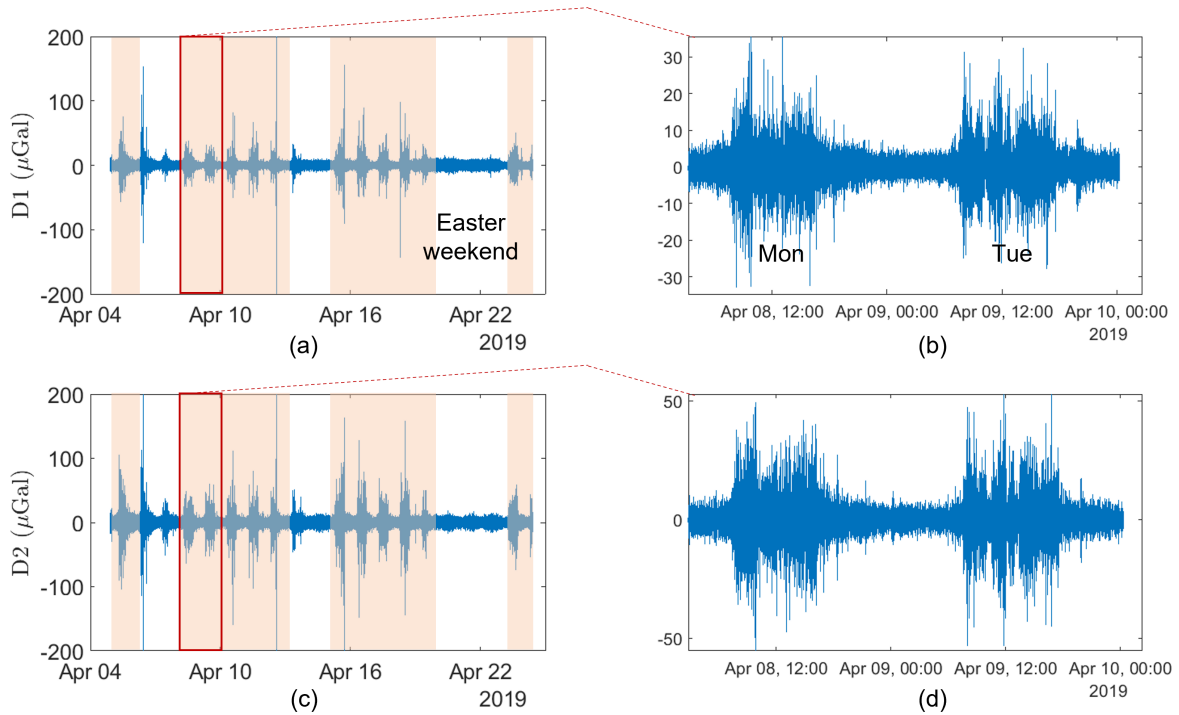 200
100
0
-100
-200
D1 (μGal)
Easter
weekend
Apr 04
Apr 10
Apr 16
Apr 22
2019
(a)
30
20
10
0
-10
-20
-30
Mon
Tue
Apr 08, 12:00
Apr 09, 00:00
Apr 09, 12:00
Apr 10, 00:00
2019
(b)
200
100
0
-100
-200
D2 (μGal)
Apr 04
Apr 10
Apr 16
Apr 22
2019
(c)
50
0
-50
Apr 08, 12:00
Apr 09, 00:00
Apr 09, 12:00
Apr 10, 00:00
2019
(d)